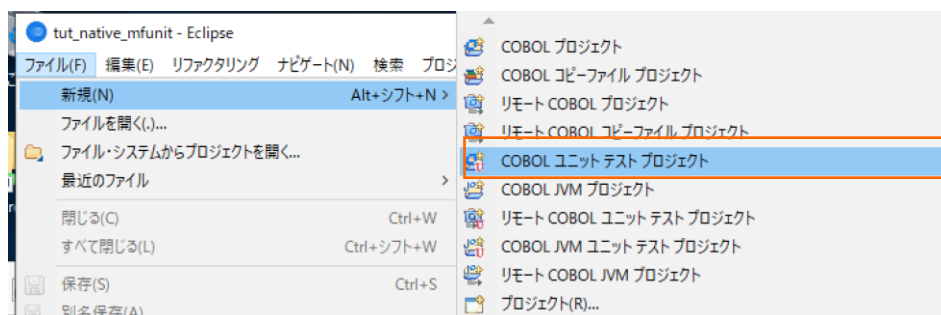 tut_native_mfunit - Eclipse
ファイル(F) 編集(E) リファクタリング ナビゲート(N) 検索 プロジ
新規(N) Alt+シフト+N >
ファイルを開く(.)...
ファイル・システムからプロジェクトを開く...
最近のファイル >
閉じる(C) Ctrl+W
すべて閉じる(L) Ctrl+シフト+W
保存(S) Ctrl+S
別名保存(A)
COBOL プロジェクト
COBOL コピーファイル プロジェクト
リモート COBOL プロジェクト
リモート COBOL コピーファイル プロジェクト
COBOL ユニット テスト プロジェクト
COBOL JVM プロジェクト
リモート COBOL ユニット テスト プロジェクト
COBOL JVM ユニット テスト プロジェクト
リモート COBOL JVM プロジェクト
プロジェクト(R)...